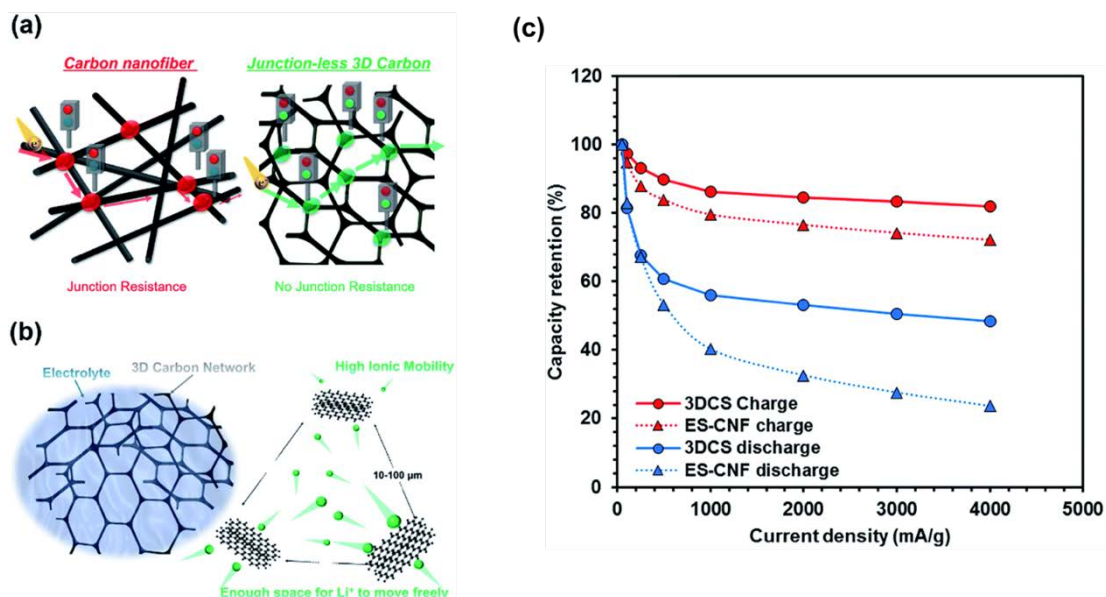 (a)
Carbon nanofiber
Junction-less 3D Carbon
Junction Resistance
No Junction Resistance
(b)
Electrolyte
3D Carbon Network
High Ionic Mobility
10-100 µm
Enough space for Li⁺ to move freely
(c)
120
100
80
60
40
20
0
Capacity retention (%)
3DCS Charge
ES-CNF charge
3DCS discharge
ES-CNF discharge
0 1000 2000 3000 4000 5000
Current density (mA/g)